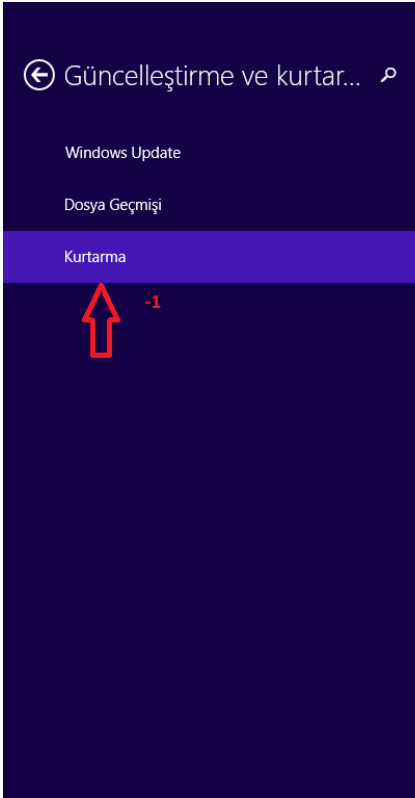 Güncelleştirme ve kurtar...
Windows Update
Dosya Geçmişi
Kurtarma
-1